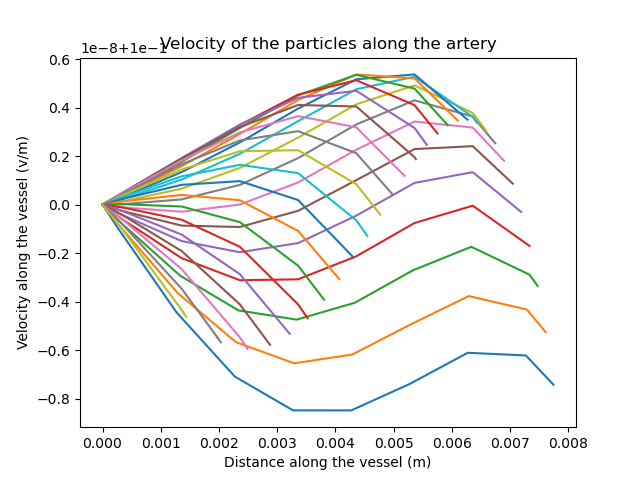 Velocity of the particles along the artery
1e−8+1e−1
0.6
0.4
0.2
0.0
−0.2
−0.4
−0.6
−0.8
Velocity along the vessel (v/m)
0.000 0.001 0.002 0.003 0.004 0.005 0.006 0.007 0.008
Distance along the vessel (m)